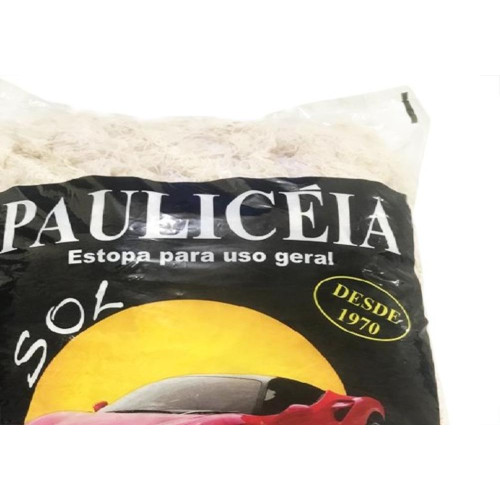 PAULICÉIA
Estopa para uso geral
SOL
DESDE
1970